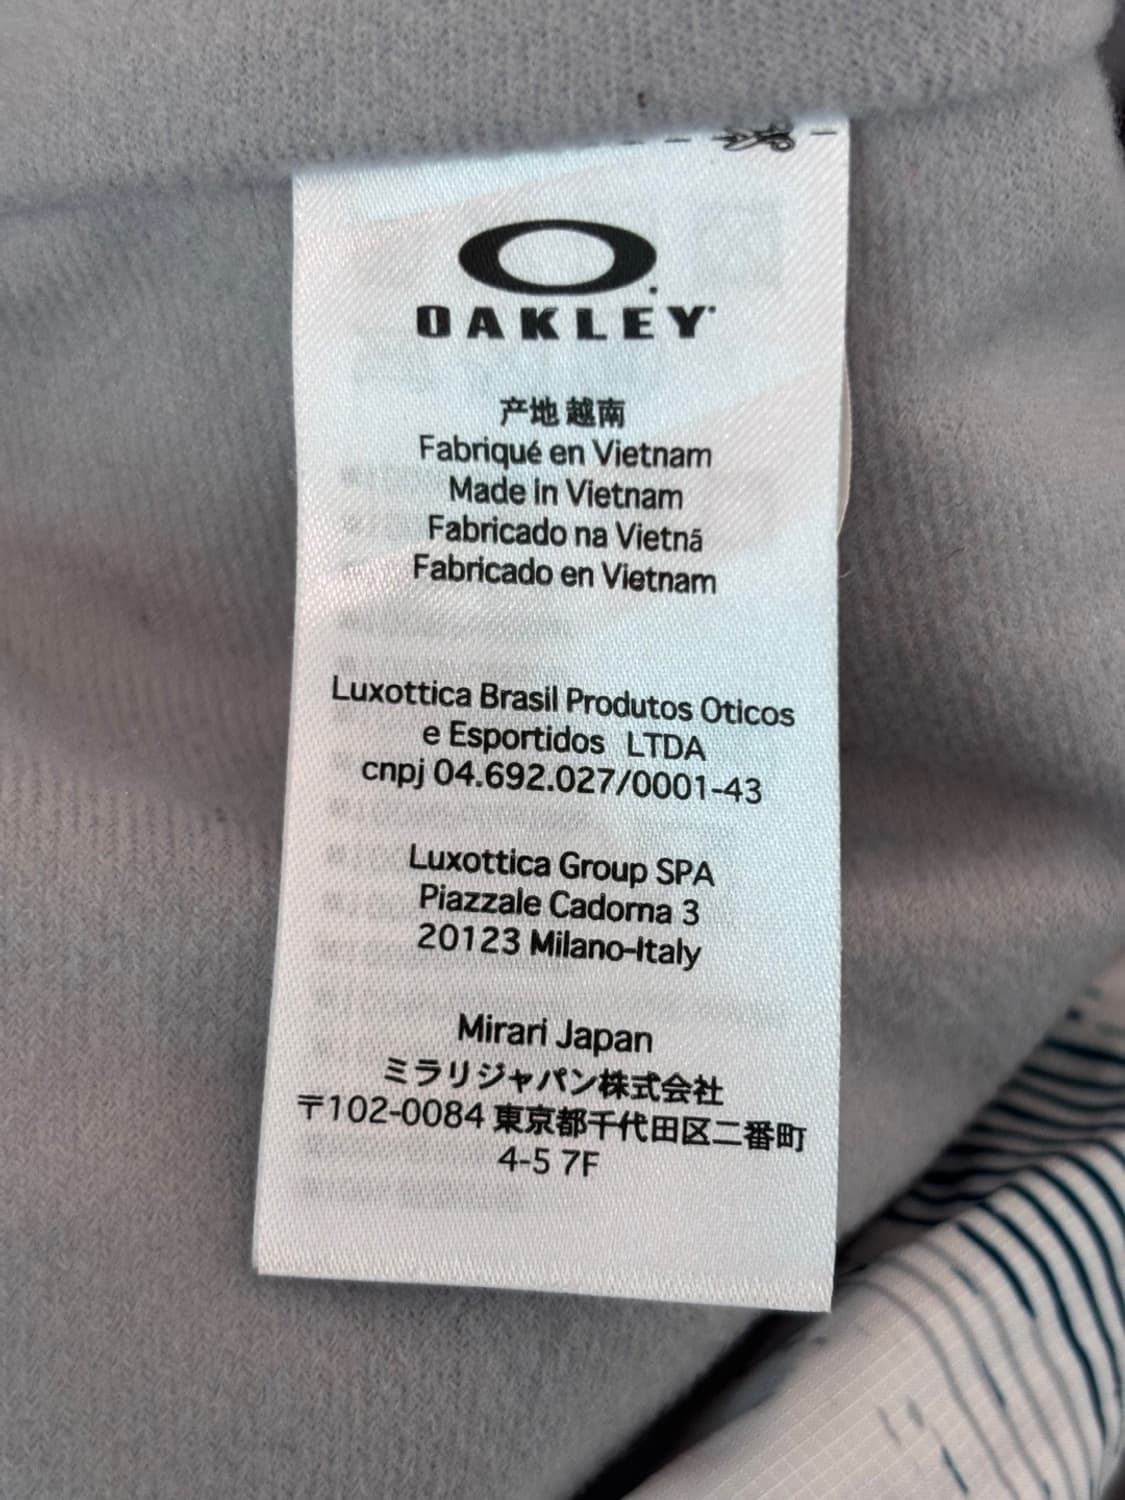 OAKLEY
产地 越南
Fabriqué en Vietnam
Made in Vietnam
Fabricado na Vietnã
Fabricado en Vietnam
Luxottica Brasil Produtos Oticos
e Esportidos LTDA
cnpj 04.692.027/0001-43
Luxottica Group SPA
Piazzale Cadorna 3
20123 Milano-Italy
Mirari Japan
ミラリジャパン株式会社
〒102-0084 東京都千代田区二番町
4-5 7F